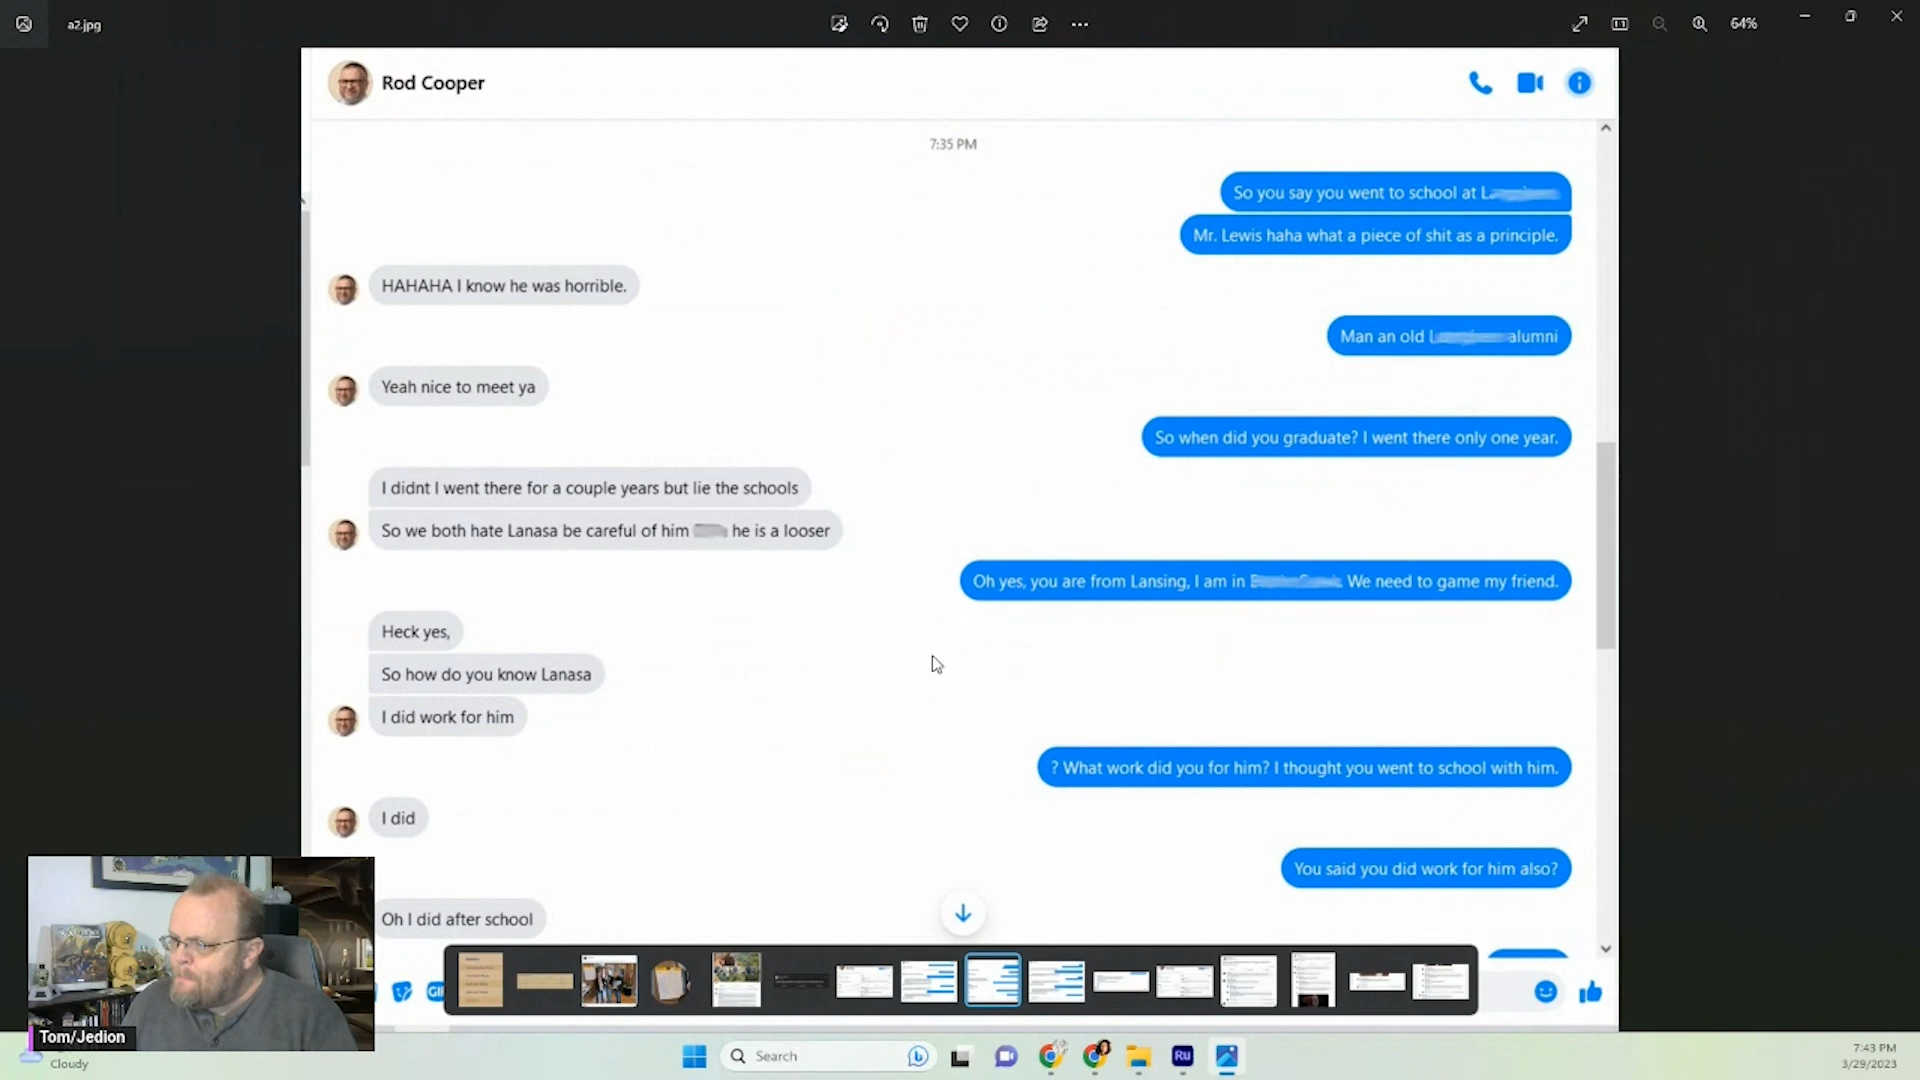 a2.jpg
64%
Rod Cooper
7:35 PM
So you say you went to school at L
Mr. Lewis haha what a piece of shit as a principle.
HAHAHA I know he was horrible.
Man an old L alumni
Yeah nice to meet ya
So when did you graduate? I went there only one year.
I didnt I went there for a couple years but lie the schools
So we both hate Lanasa be careful of him he is a looser
Oh yes, you are from Lansing, I am in We need to game my friend.
Heck yes,
So how do you know Lanasa
I did work for him
? What work did you for him? I thought you went to school with him.
I did
You said you did work for him also?
Oh I did after school
Tom/Jedion
Cloudy
Search
Ru
7:43 PM
3/29/2023